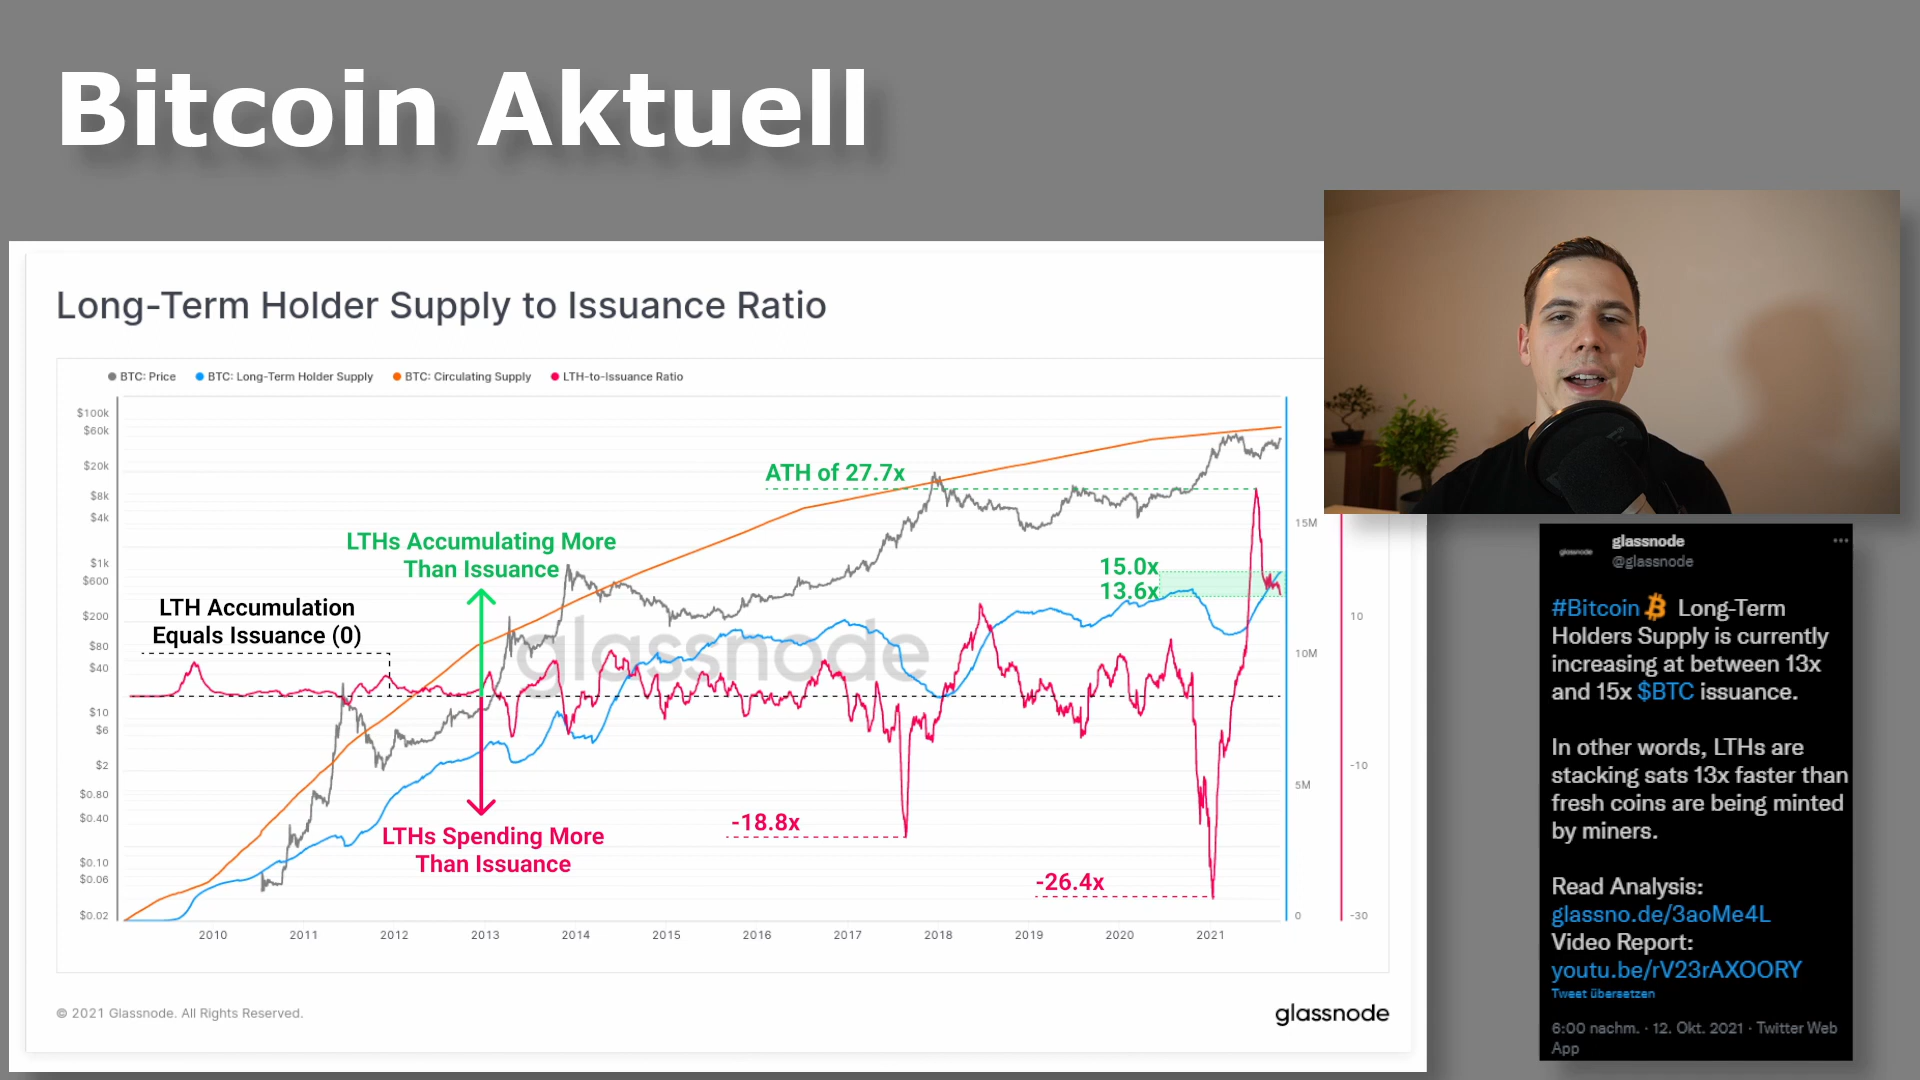 Bitcoin Aktuell
Long-Term Holder Supply to Issuance Ratio
BTC: Price
BTC: Long-Term Holder Supply
BTC: Circulating Supply
LTH-to-Issuance Ratio
$100k
$60k
$20k
$8k
$4k
$1k
$600
$200
$80
$40
$10
$6
$2
$0.80
$0.40
$0.10
$0.06
$0.02
ATH of 27.7x
LTHs Accumulating More
Than Issuance
LTH Accumulation
Equals Issuance (0)
15.0x
13.6x
glassnode
-18.8x
LTHs Spending More
Than Issuance
-26.4x
15M
10M
5M
0
10
-10
-30
2010
2011
2012
2013
2014
2015
2016
2017
2018
2019
2020
2021
© 2021 Glassnode. All Rights Reserved.
glassnode
glassnode
glassnode
@glassnode
#Bitcoin Long-Term
Holders Supply is currently
increasing at between 13x
and 15x $BTC issuance.
In other words, LTHs are
stacking sats 13x faster than
fresh coins are being minted
by miners.
Read Analysis:
glassno.de/3aoMe4L
Video Report:
youtu.be/rV23rAXOORY
Tweet übersetzen
6:00 nachm. · 12. Okt. 2021 · Twitter Web
App